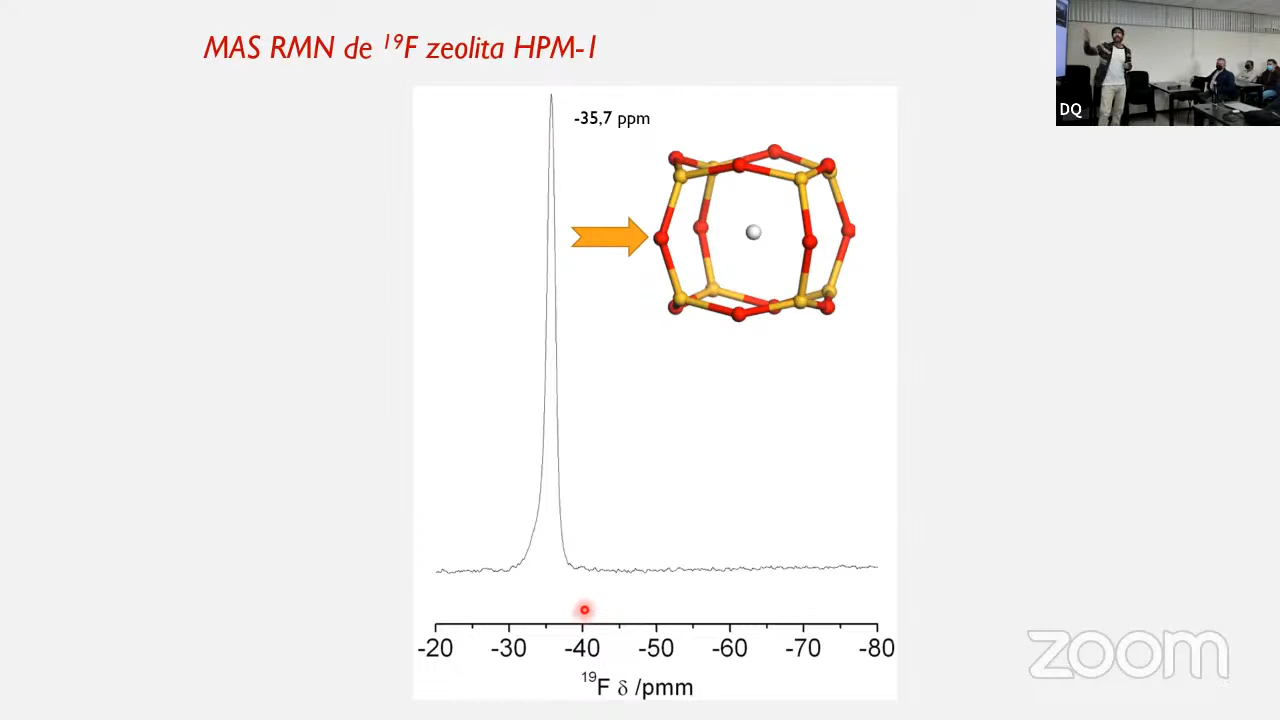 MAS RMN de ¹⁹F zeolita HPM-1
-35,7 ppm
DQ
-20 -30 -40 -50 -60 -70 -80
¹⁹F δ /pmm
zoom